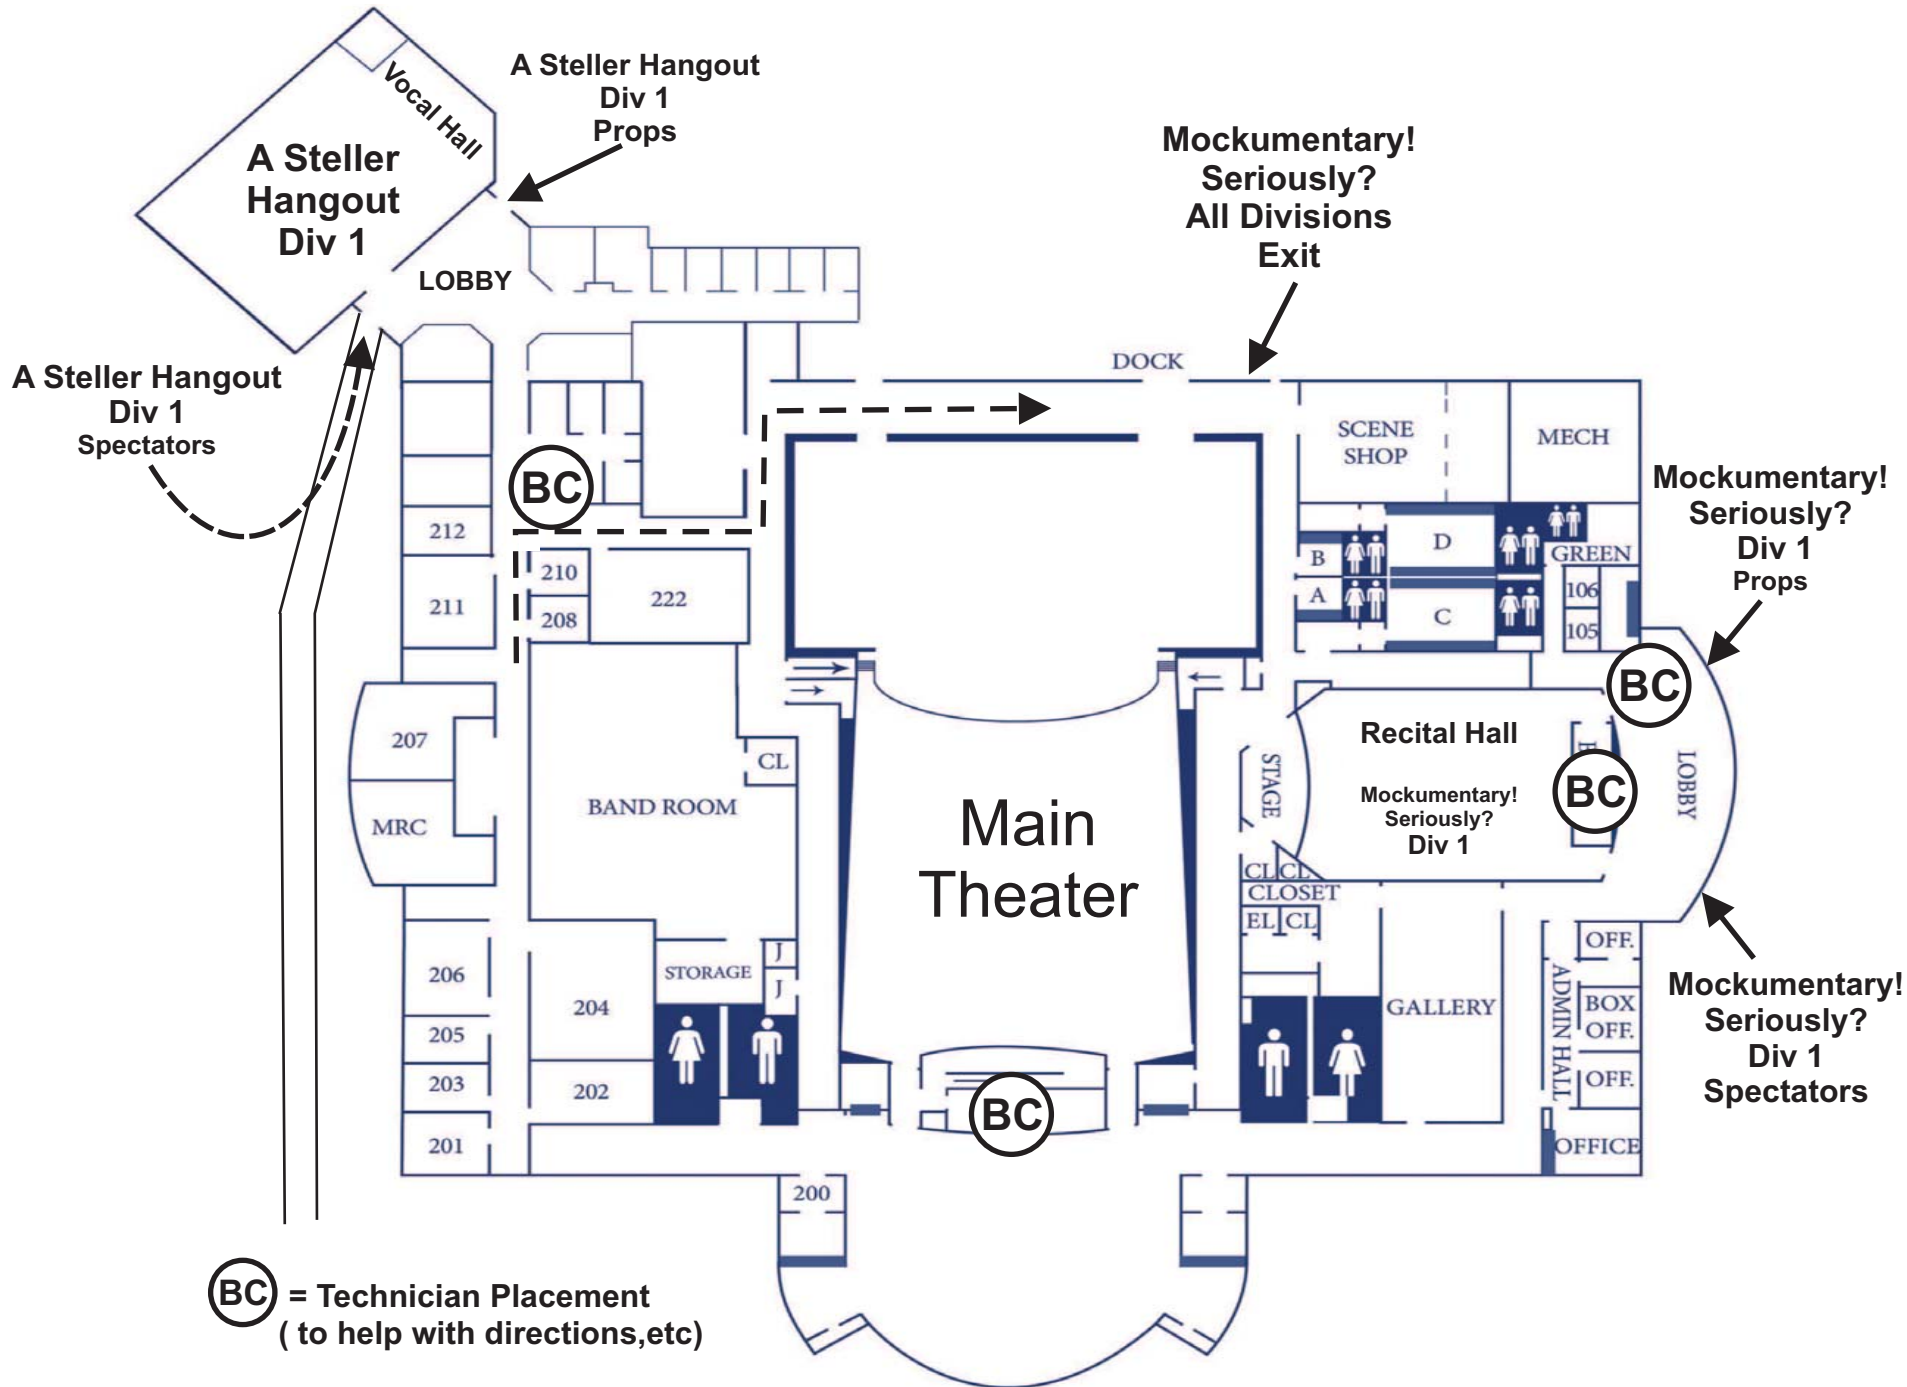 Vocal Hall
A Steller
Hangout
Div 1
A Steller Hangout
Div 1
Props
LOBBY
A Steller Hangout
Div 1
Spectators
Mockumentary!
Seriously?
All Divisions
Exit
DOCK
SCENE
SHOP
MECH
Mockumentary!
Seriously?
Div 1
Props
BC
212
211
210
208
222
B
A
D
C
GREEN
106
105
BC
207
MRC
BAND ROOM
CL
Main
Theater
STAGE
Recital Hall
Mockumentary!
Seriously?
Div 1
BC
LOBBY
CL
CL
CLOSET
EL
CL
206
205
203
201
204
202
STORAGE
J
J
GALLERY
ADMIN HALL
OFF.
BOX
OFF.
OFF.
OFFICE
Mockumentary!
Seriously?
Div 1
Spectators
BC
200
BC = Technician Placement
( to help with directions,etc)